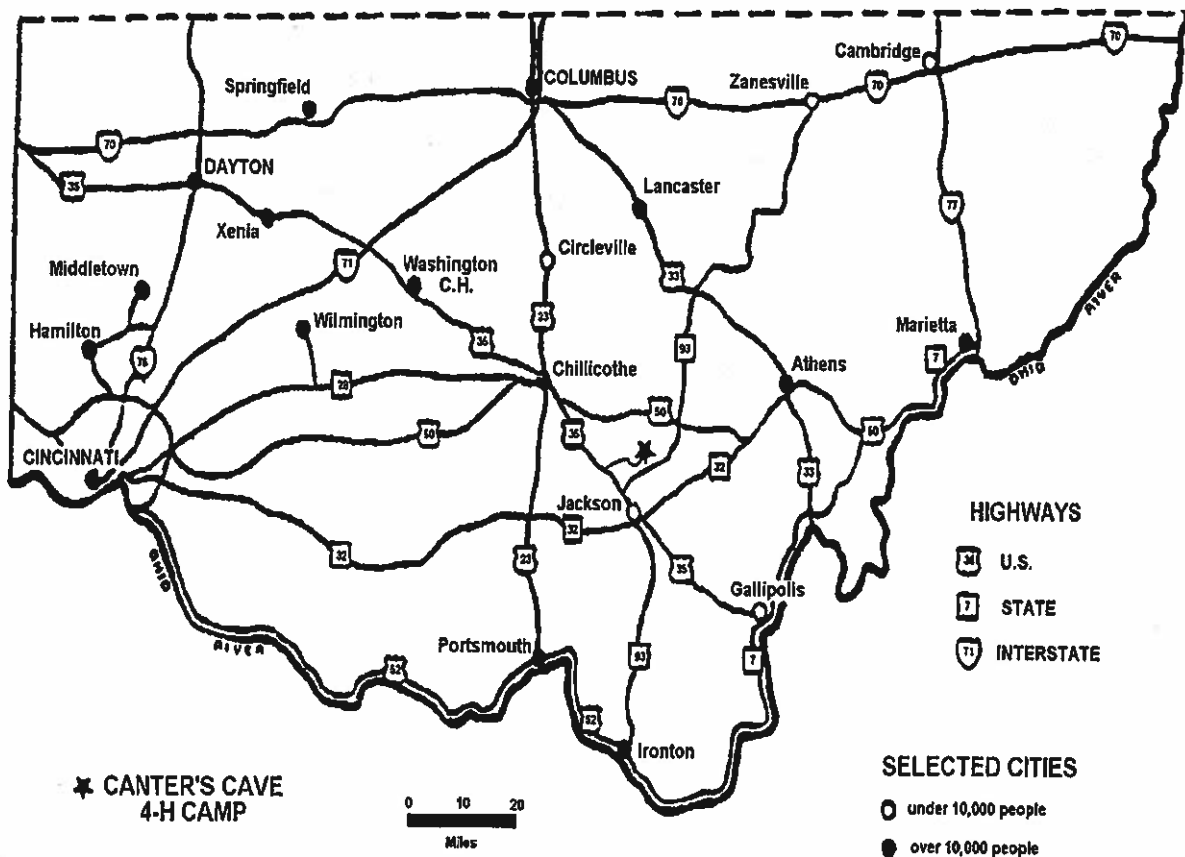 Cambridge
70
COLUMBUS
Zanesville
70
Springfield
70
70
DAYTON
35
Lancaster
Xenia
77
Circleville
Middletown
71
Washington
C.H.
33
RIVER
Hamilton
Wilmington
23
Marietta
35
93
7
OHIO
75
Athens
Chillicothe
28
50
50
35
50
CINCINNATI
32
33
Jackson
HIGHWAYS
32
32
23
35
U.S.
OHIO
Gallipolis
7 STATE
RIVER
Portsmouth
93
7
71 INTERSTATE
52
52
Ironton
SELECTED CITIES
CANTER'S CAVE
4-H CAMP
0 10 20
Miles
under 10,000 people
over 10,000 people